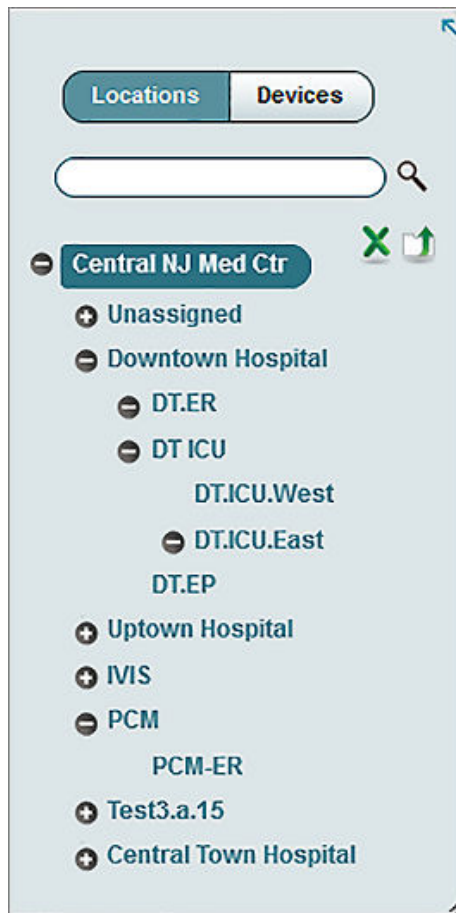 Locations Devices
Central NJ Med Ctr
Unassigned
Downtown Hospital
DT.ER
DT ICU
DT.ICU.West
DT.ICU.East
DT.EP
Uptown Hospital
IVIS
PCM
PCM-ER
Test3.a.15
Central Town Hospital